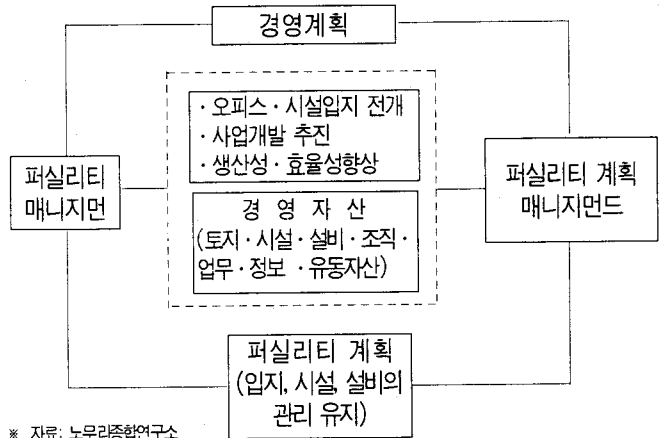 경영계획
· 오피스 · 시설입지 전개
· 사업개발 추진
· 생산성 · 효율성향상
퍼실리티
매니지먼
경 영 자 산
(토지 · 시설 · 설비 · 조직 ·
업무 · 정보 · 유동자산)
퍼실리티 계획
매니지먼드
퍼실리티 계획
(입지, 시설, 설비의
관리 유지)
※ 자료: 노무라종합연구소